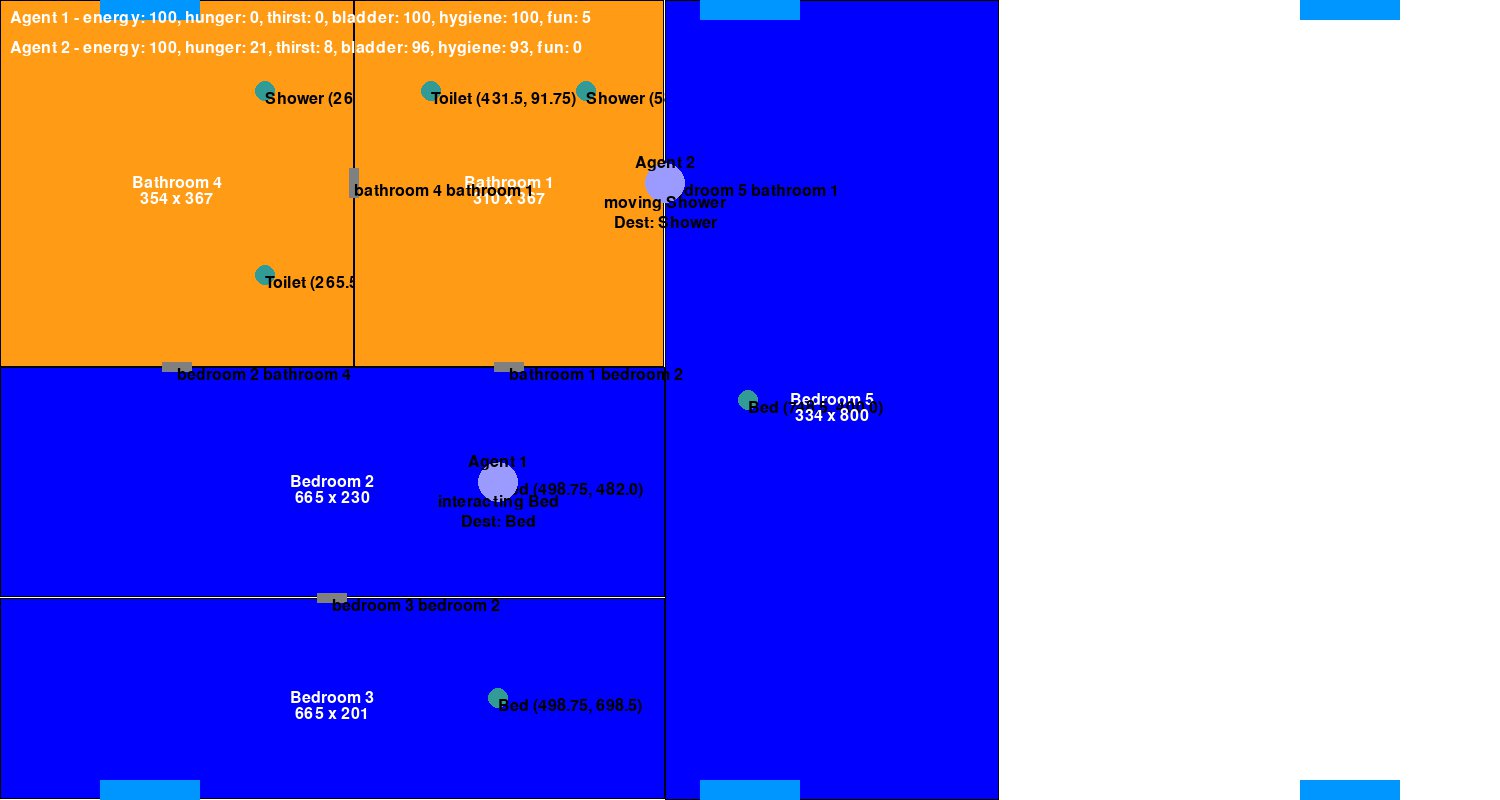 Agent 1 - energy: 100, hunger: 0, thirst: 0, bladder: 100, hygiene: 100, fun: 5
Agent 2 - energy: 100, hunger: 21, thirst: 8, bladder: 96, hygiene: 93, fun: 0
Shower (26
Toilet (431.5, 91.75)
Shower (5
Agent 2
Bathroom 4
354 x 367
bathroom 4 bathroom 1
Bathroom 1
310 x 367
droom 5 bathroom 1
moving Shower
Dest: Shower
Toilet (265.5
bedroom 2 bathroom 4
bathroom 1 bedroom 2
Bed
Bedroom 5
334 x 800
Agent 1
Bedroom 2
665 x 230
d (498.75, 482.0)
interacting Bed
Dest: Bed
bedroom 3 bedroom 2
Bedroom 3
665 x 201
Bed (498.75, 698.5)